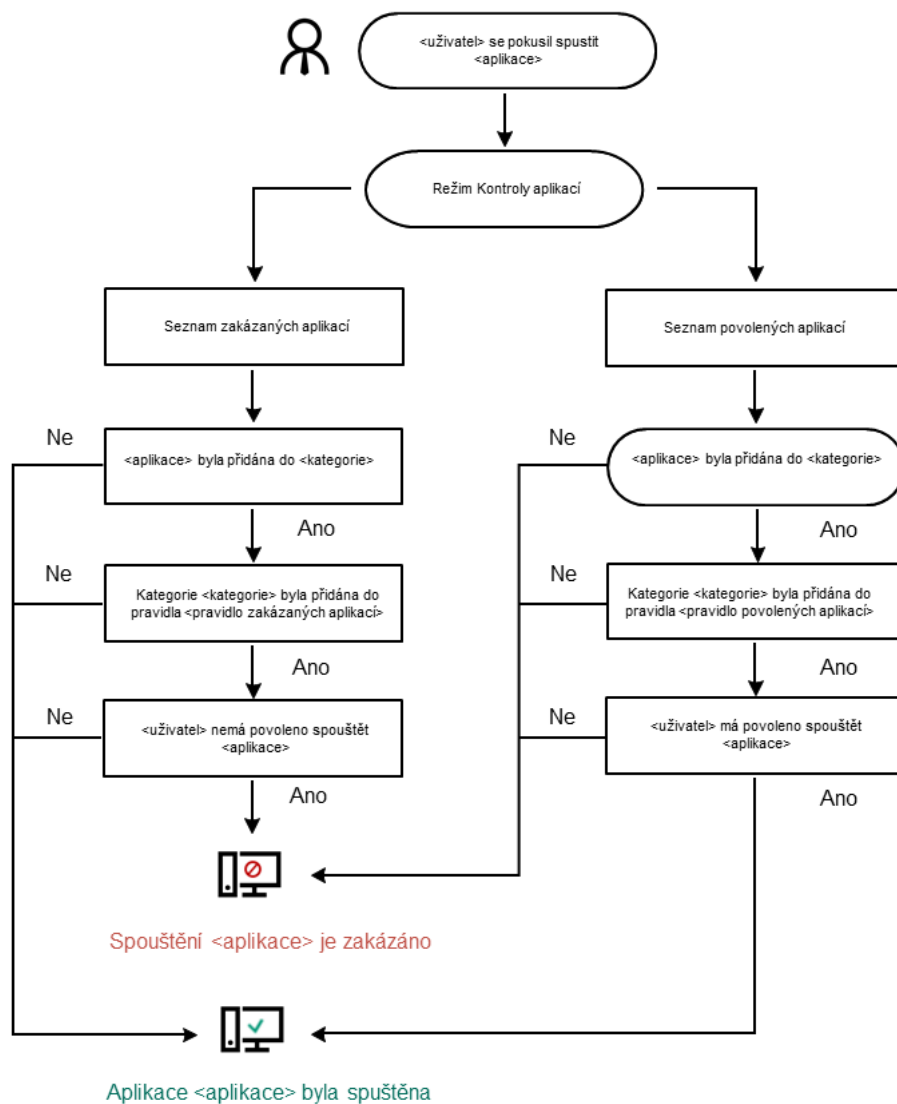 <uživatel> se pokusil spustit
<aplikace>
Režim Kontroly aplikací
Seznam zakázaných aplikací
Seznam povolených aplikací
Ne
<aplikace> byla přidána do <kategorie>
Ano
Ne
<aplikace> byla přidána do <kategorie>
Ano
Ne
Kategorie <kategorie> byla přidána do
pravidla <pravidlo zakázaných aplikací>
Ano
Ne
Kategorie <kategorie> byla přidána do
pravidla <pravidlo povolených aplikací>
Ano
Ne
<uživatel> nemá povoleno spouštět
<aplikace>
Ano
Ne
<uživatel> má povoleno spouštět
<aplikace>
Ano
Spouštění <aplikace> je zakázáno
Aplikace <aplikace> byla spuštěna